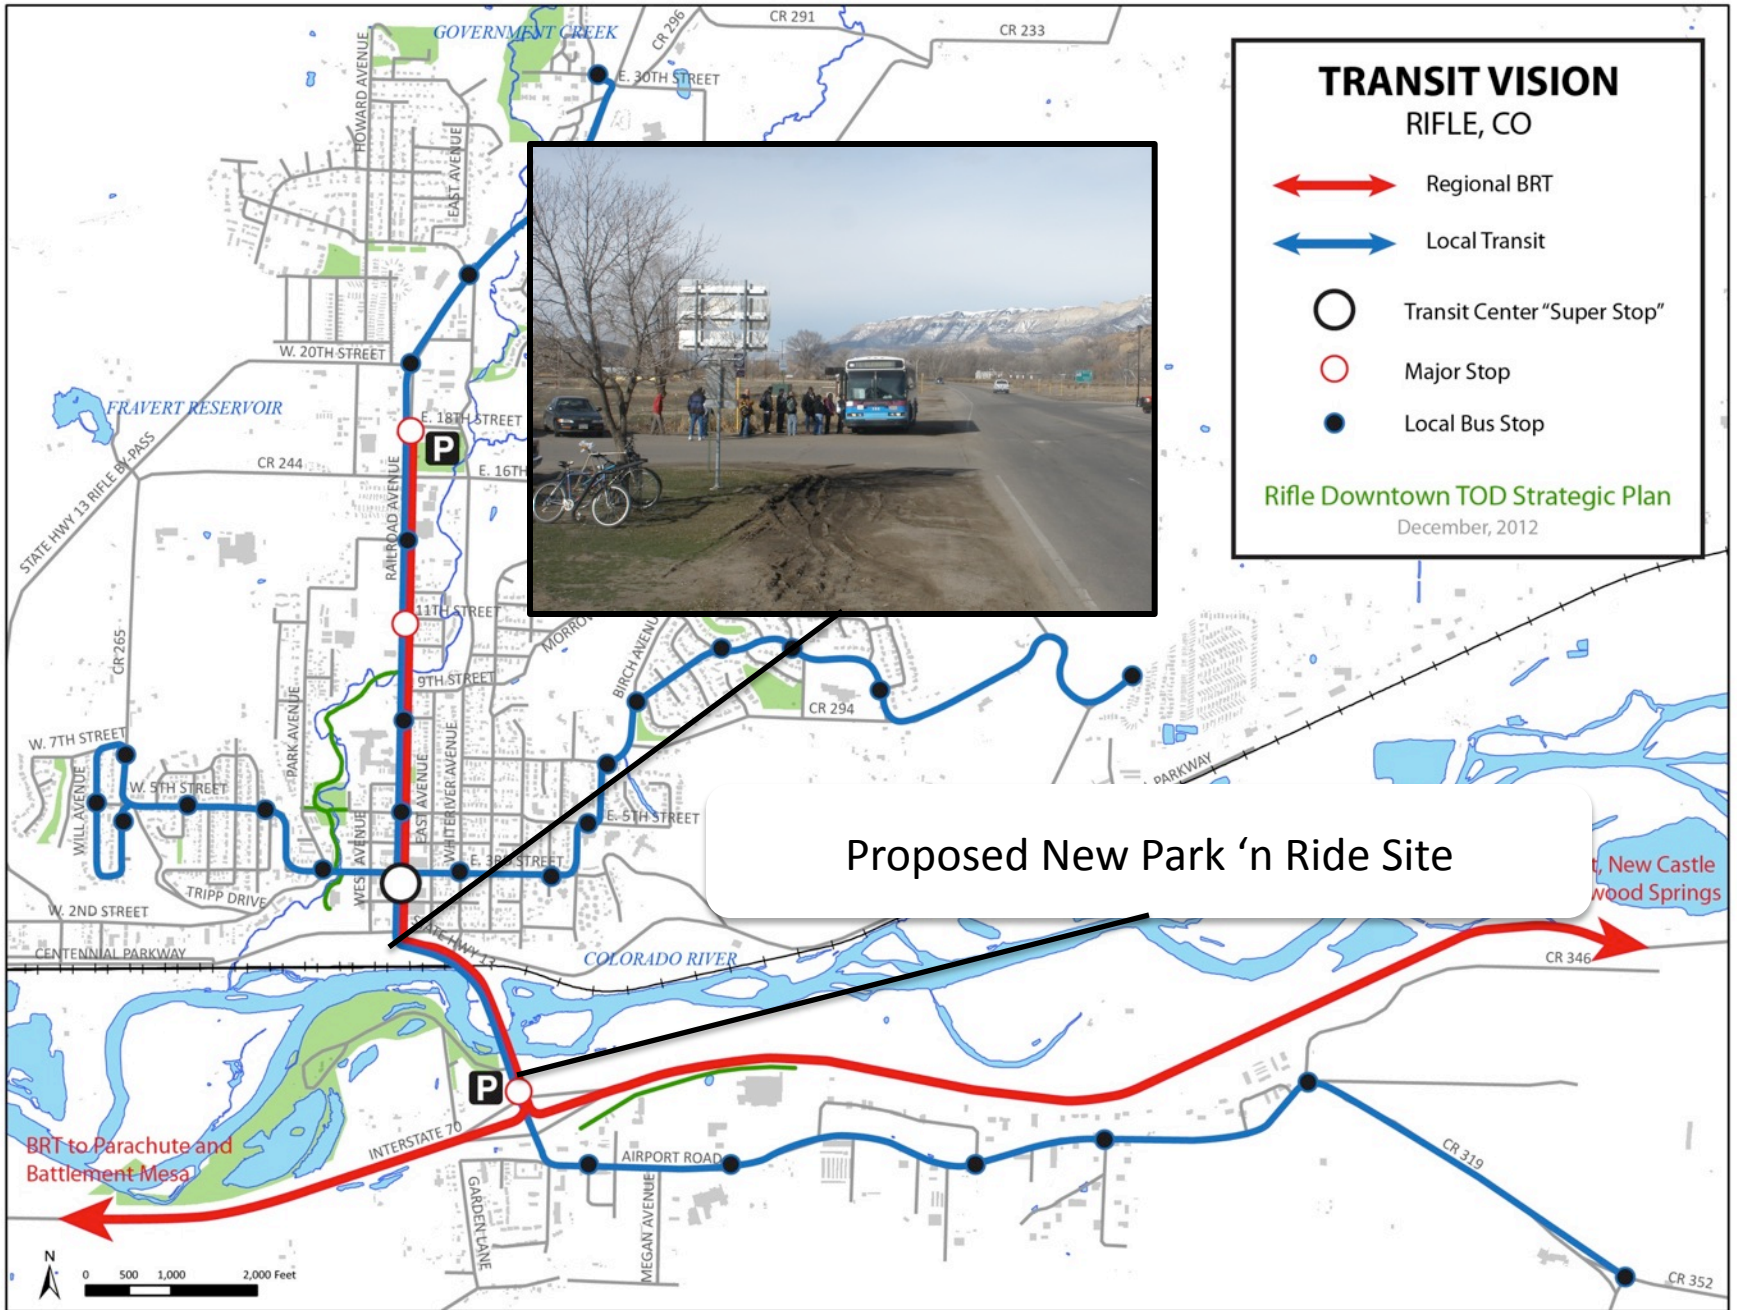 GOVERNMENT CREEK
CR 296
CR 291
CR 233
E. 30TH STREET
HOWARD AVENUE
EAST AVENUE
TRANSIT VISION
RIFLE, CO
Regional BRT
Local Transit
Transit Center “Super Stop”
Major Stop
Local Bus Stop
Rifle Downtown TOD Strategic Plan
December, 2012
W. 20TH STREET
FRAVERT RESERVOIR
E. 18TH STREET
P
STATE HWY 13 RIFLE BY-PASS
CR 244
E. 16TH
RAILROAD AVENUE
11TH STREET
CR 265
9TH STREET
BIRCH AVENUE
CR 294
PARK AVENUE
W. 7TH STREET
WILL AVENUE
W. 5TH STREET
WEST AVENUE
EAST AVENUE
WHITERIVER AVENUE
E. 5TH STREET
E. 3RD STREET
PARKWAY
Proposed New Park ‘n Ride Site
New Castle
wood Springs
TRIPP DRIVE
W. 2ND STREET
CENTENNIAL PARKWAY
STATE HWY 13
COLORADO RIVER
CR 346
P
INTERSTATE 70
BRT to Parachute and
Battlement Mesa
AIRPORT ROAD
GARDEN LANE
MEGAN AVENUE
CR 319
CR 352
N
0 500 1,000 2,000 Feet